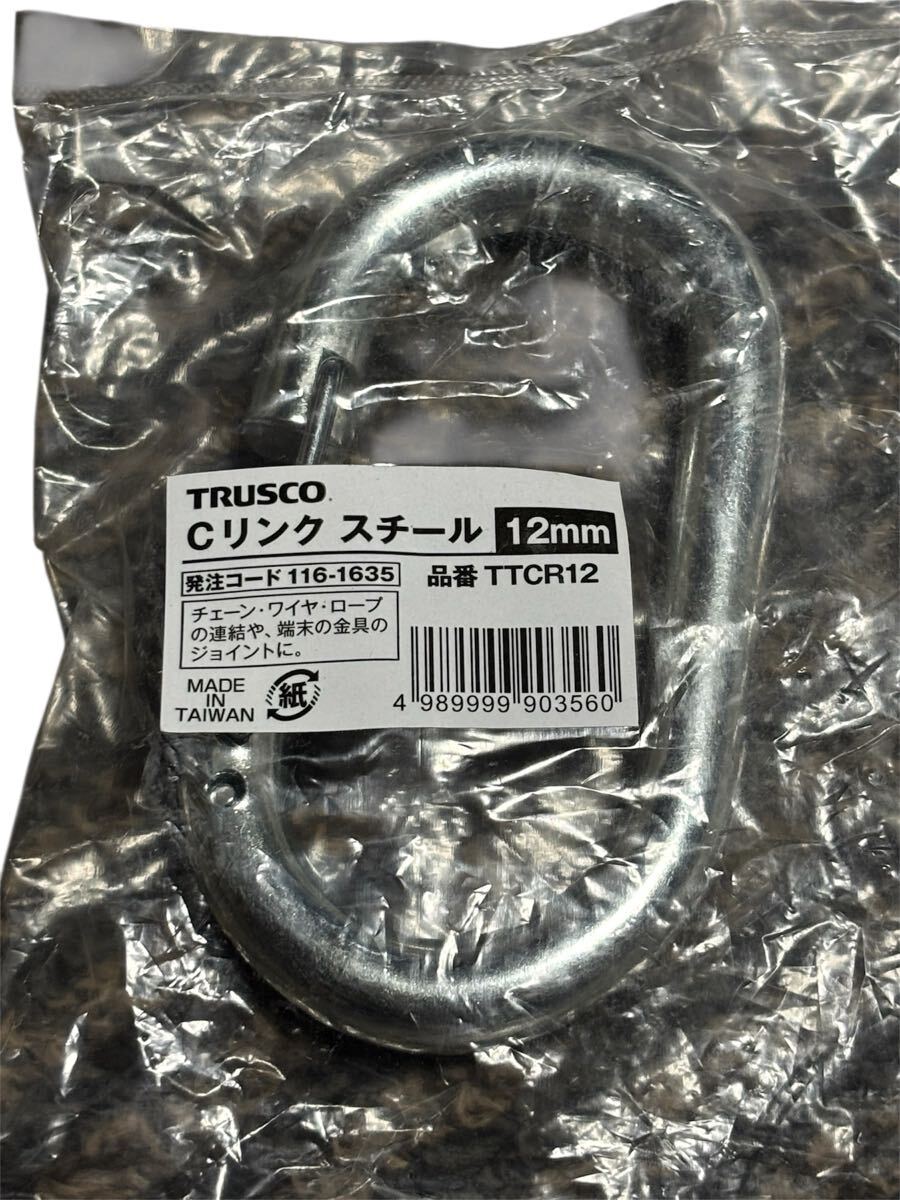 TRUSCO.
Cリンク スチール 12mm
発注コード 116-1635
品番 TTCR12
チェーン・ワイヤ・ロープ
の連結や、端末の金具の
ジョイントに。
MADE
IN
TAIWAN
紙
4 989999 903560